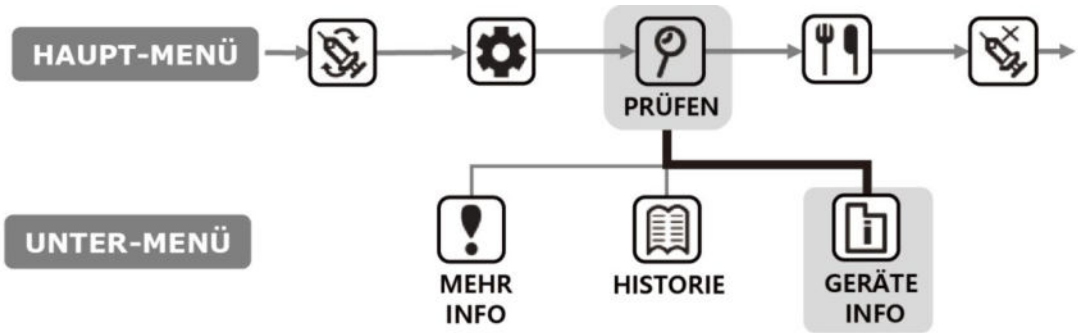 HAUPT-MENÜ
PRÜFEN
UNTER-MENÜ
MEHR
INFO
HISTORIE
GERÄTE
INFO